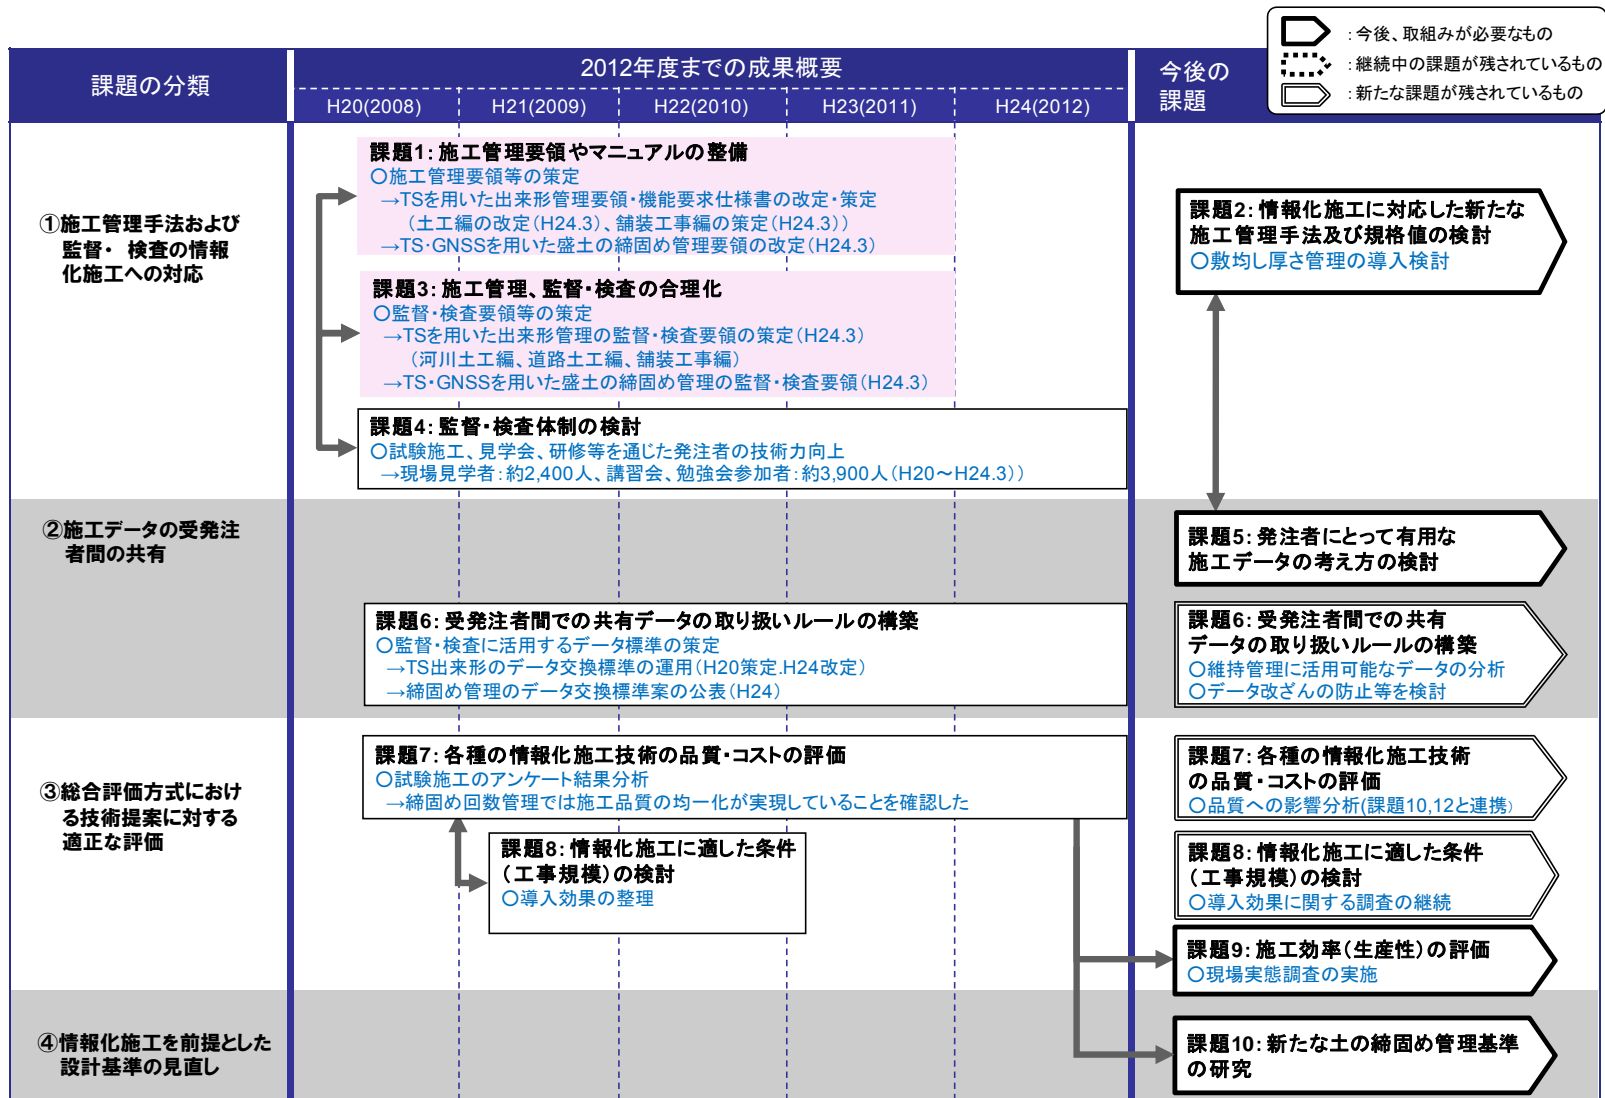 ：今後、取組みが必要なもの
：継続中の課題が残されているもの
：新たな課題が残されているもの
課題の分類
2012年度までの成果概要
H20(2008)
H21(2009)
H22(2010)
H23(2011)
H24(2012)
今後の
課題
①施工管理手法および
監督・ 検査の情報
化施工への対応
課題1：施工管理要領やマニュアルの整備
○施工管理要領等の策定
→TSを用いた出来形管理要領・機能要求仕様書の改定・策定
（土工編の改定（H24.3）、舗装工事編の策定（H24.3））
→TS・GNSSを用いた盛土の締固め管理要領の改定（H24.3）
課題3：施工管理、監督・検査の合理化
○監督・検査要領等の策定
→TSを用いた出来形管理の監督・検査要領の策定（H24.3）
（河川土工編、道路土工編、舗装工事編）
→TS・GNSSを用いた盛土の締固め管理の監督・検査要領（H24.3）
課題4：監督・検査体制の検討
○試験施工、見学会、研修等を通じた発注者の技術力向上
→現場見学者：約2,400人、講習会、勉強会参加者：約3,900人（H20～H24.3））
課題2：情報化施工に対応した新たな
施工管理手法及び規格値の検討
○敷均し厚さ管理の導入検討
②施工データの受発注
者間の共有
課題5：発注者にとって有用な
施工データの考え方の検討
課題6：受発注者間での共有データの取り扱いルールの構築
○監督・検査に活用するデータ標準の策定
→TS出来形のデータ交換標準の運用（H20策定.H24改定）
→締固め管理のデータ交換標準案の公表（H24）
課題6：受発注者間での共有
データの取り扱いルールの構築
○維持管理に活用可能なデータの分析
○データ改ざんの防止等を検討
③総合評価方式におけ
る技術提案に対する
適正な評価
課題7：各種の情報化施工技術の品質・コストの評価
○試験施工のアンケート結果分析
→締固め回数管理では施工品質の均一化が実現していることを確認した
課題8：情報化施工に適した条件
（工事規模）の検討
○導入効果の整理
課題7：各種の情報化施工技術
の品質・コストの評価
○品質への影響分析(課題10,12と連携）
課題8：情報化施工に適した条件
（工事規模）の検討
○導入効果に関する調査の継続
課題9：施工効率（生産性）の評価
○現場実態調査の実施
④情報化施工を前提とした
設計基準の見直し
課題10：新たな土の締固め管理基準
の研究